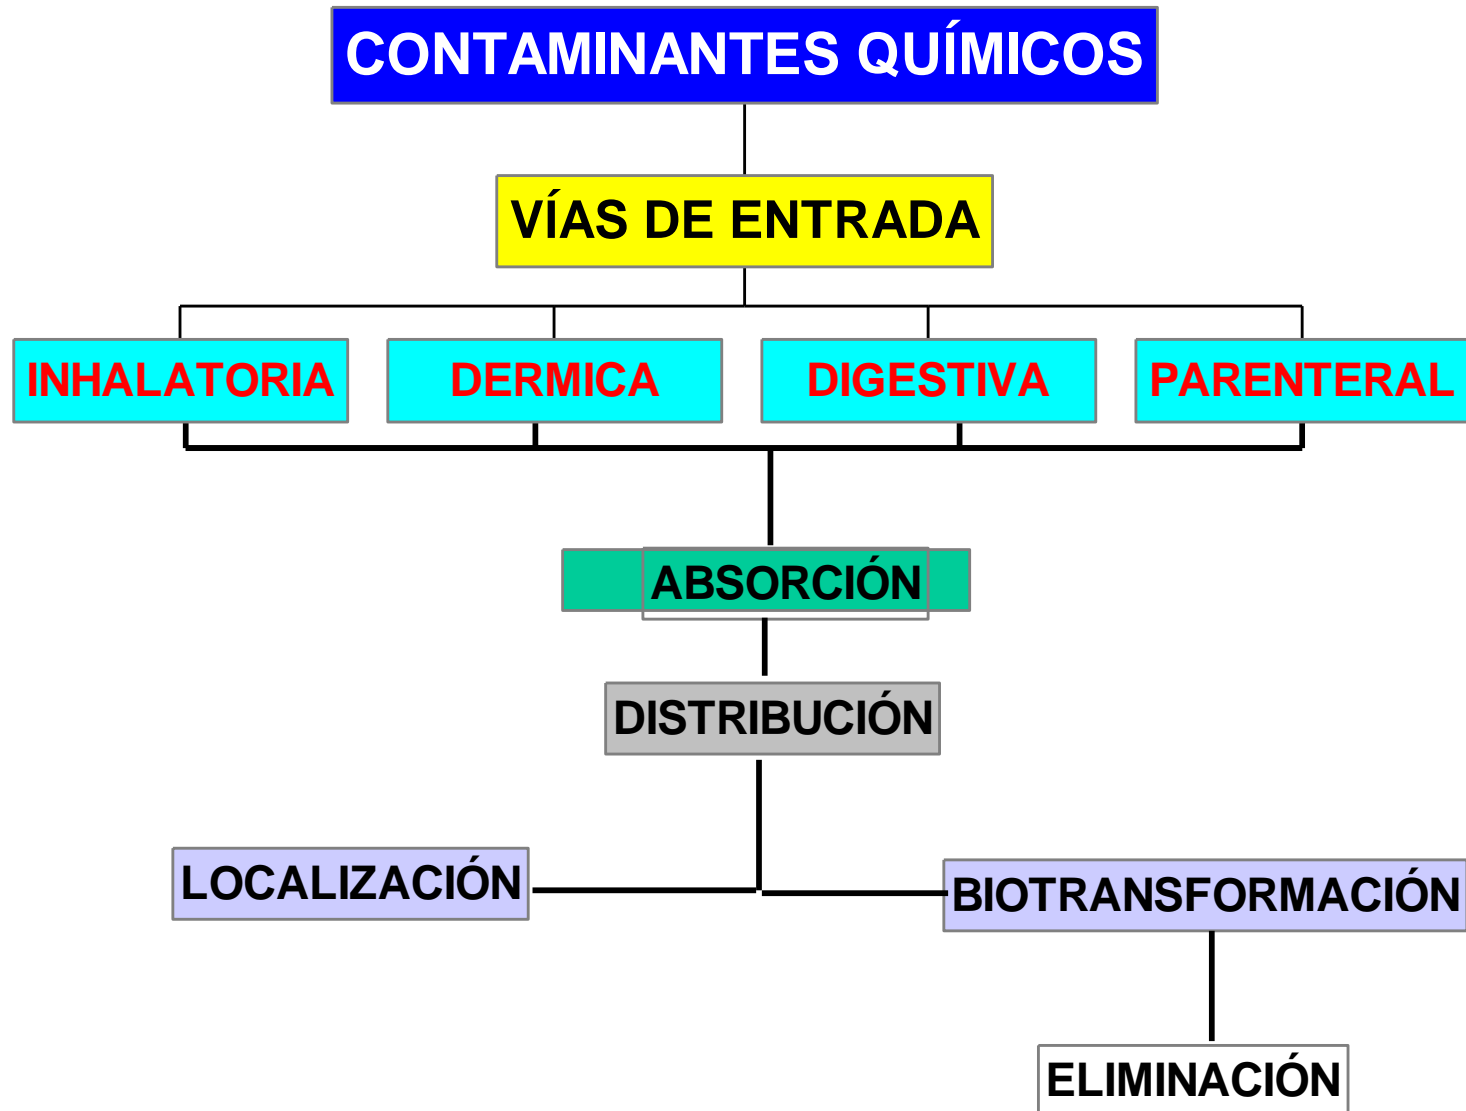 CONTAMINANTES QUÍMICOS
VÍAS DE ENTRADA
INHALATORIA
DERMICA
DIGESTIVA
PARENTERAL
ABSORCIÓN
DISTRIBUCIÓN
LOCALIZACIÓN
BIOTRANSFORMACIÓN
ELIMINACIÓN